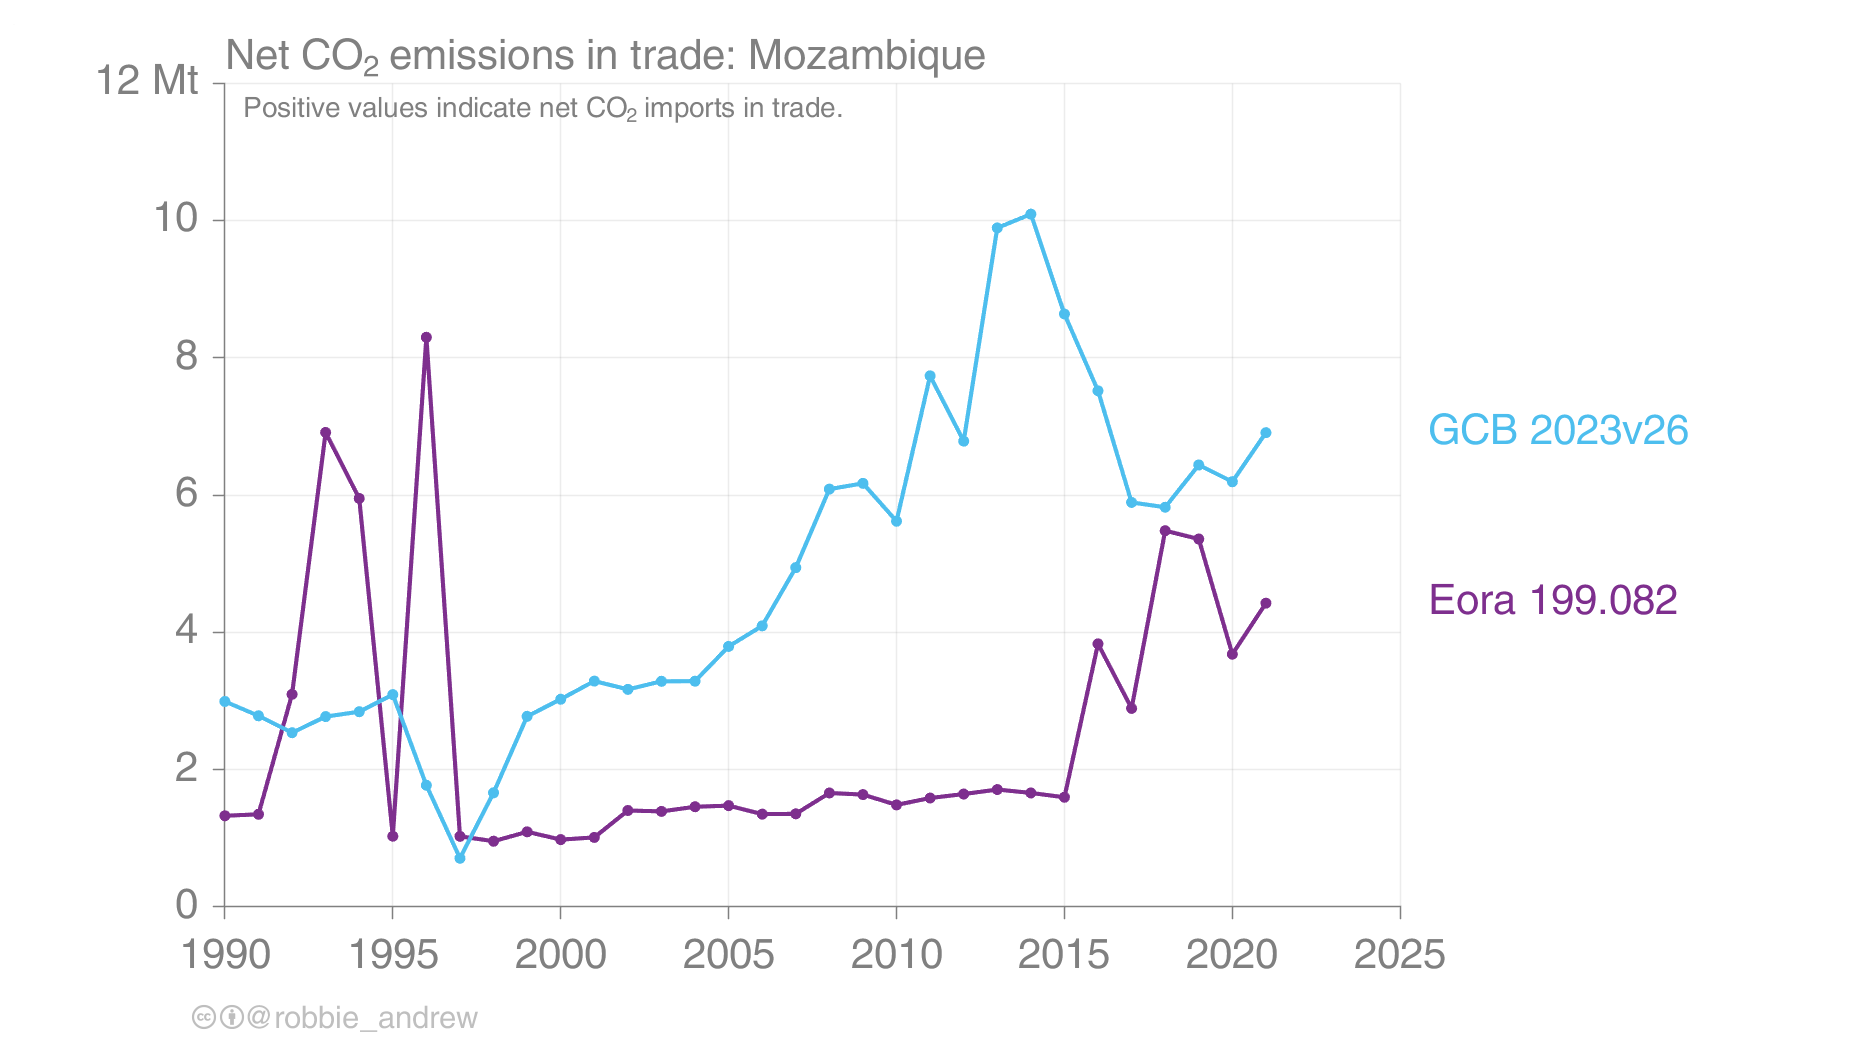 Net CO₂ emissions in trade: Mozambique
12 Mt
Positive values indicate net CO₂ imports in trade.
10
8
GCB 2023v26
6
Eora 199.082
4
2
0
1990 1995 2000 2005 2010 2015 2020 2025
@robbie_andrew